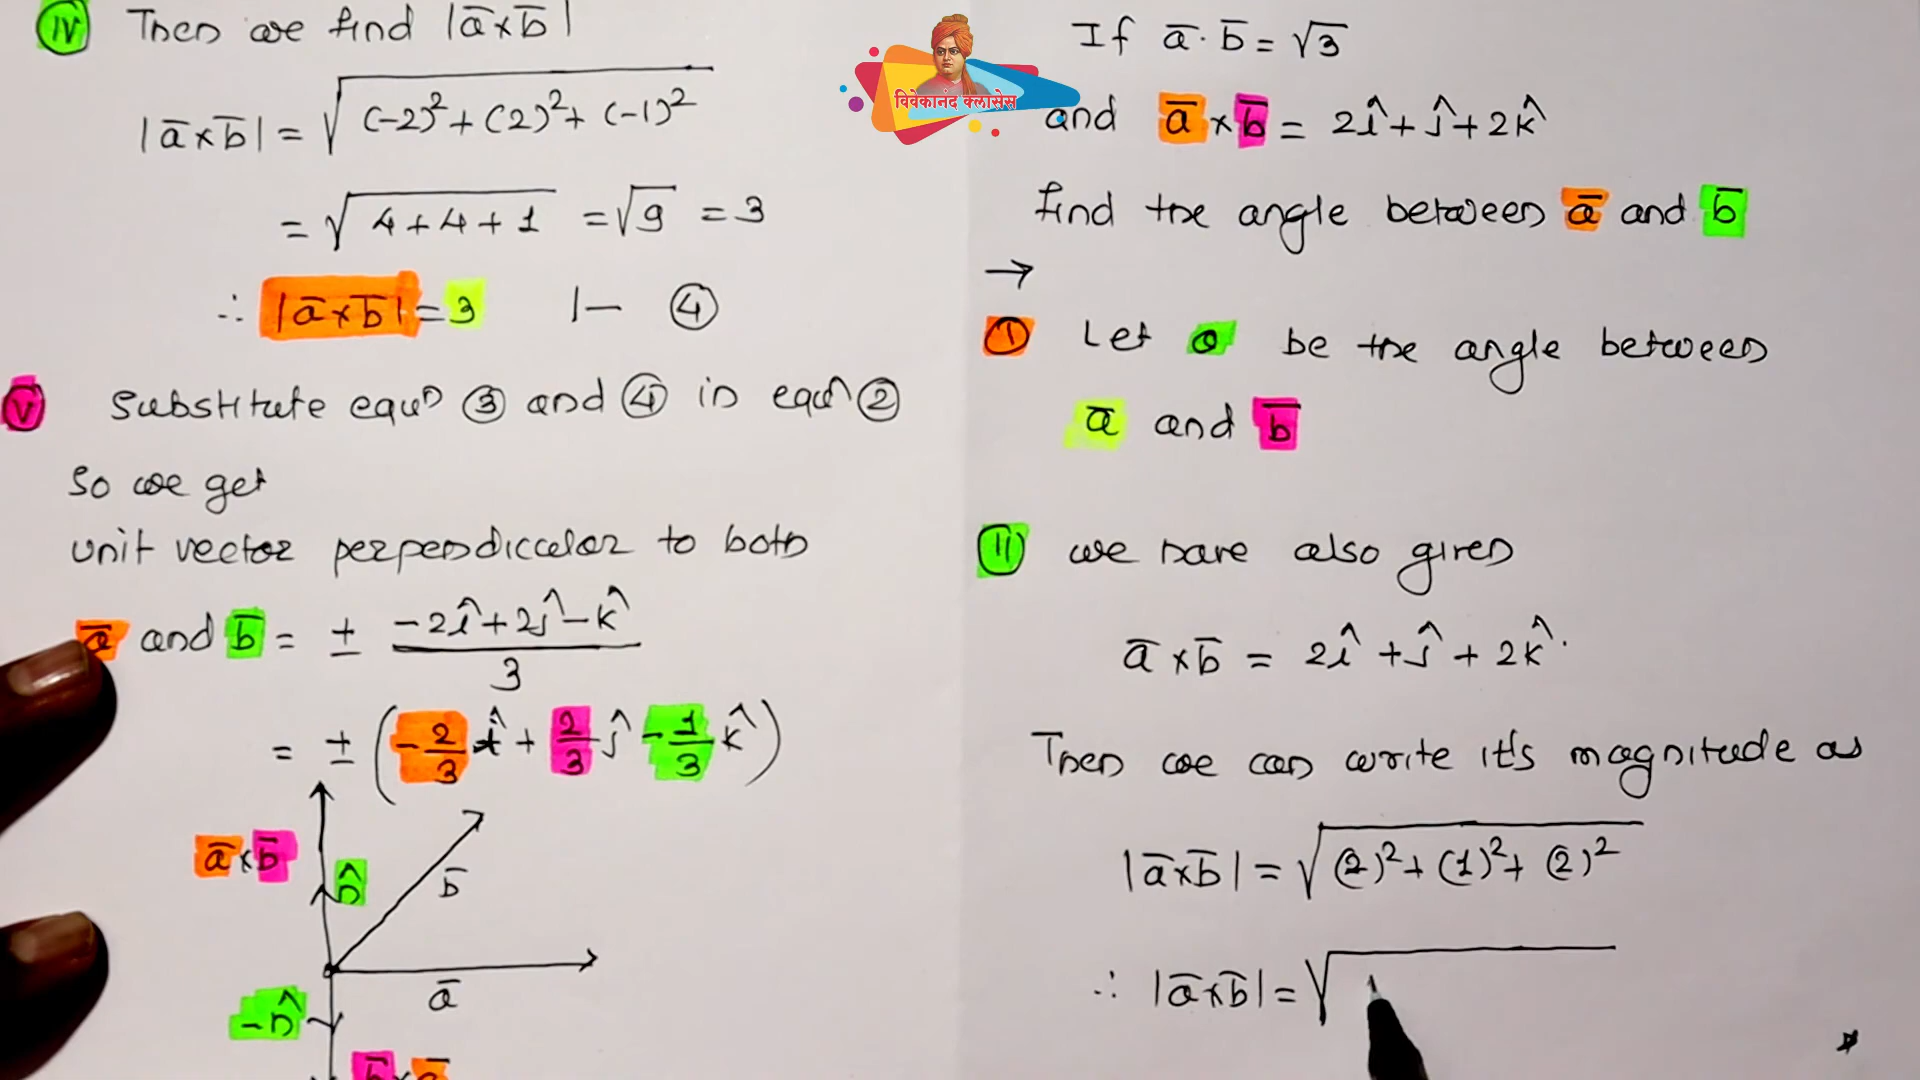 IV Then we find |a̅×b̅|
|a̅×b̅| = √((-2)²+(2)²+(-1)²)
= √(4+4+1) = √9 = 3
∴ |a̅×b̅| = 3 |— ④
V Substitute equn ③ and ④ in equn ②
So we get
unit vector perpendiccular to both
a̅ and b̅ = ± (-2î+2ĵ-k̂)/3
= ± (-2/3 î + 2/3 ĵ - 1/3 k̂)
a̅×b̅
n̂
b̅
a̅
-n̂
b̅×a̅
विवेकानंद क्लासेस
If a̅·b̅ = √3
and a̅×b̅ = 2î+ĵ+2k̂
find the angle between a̅ and b̅
→
I Let θ be the angle between
a̅ and b̅
II we have also given
a̅×b̅ = 2î+ĵ+2k̂.
Then we can write it's magnitude as
|a̅×b̅| = √((2)²+(1)²+(2)²)
∴ |a̅×b̅| = √